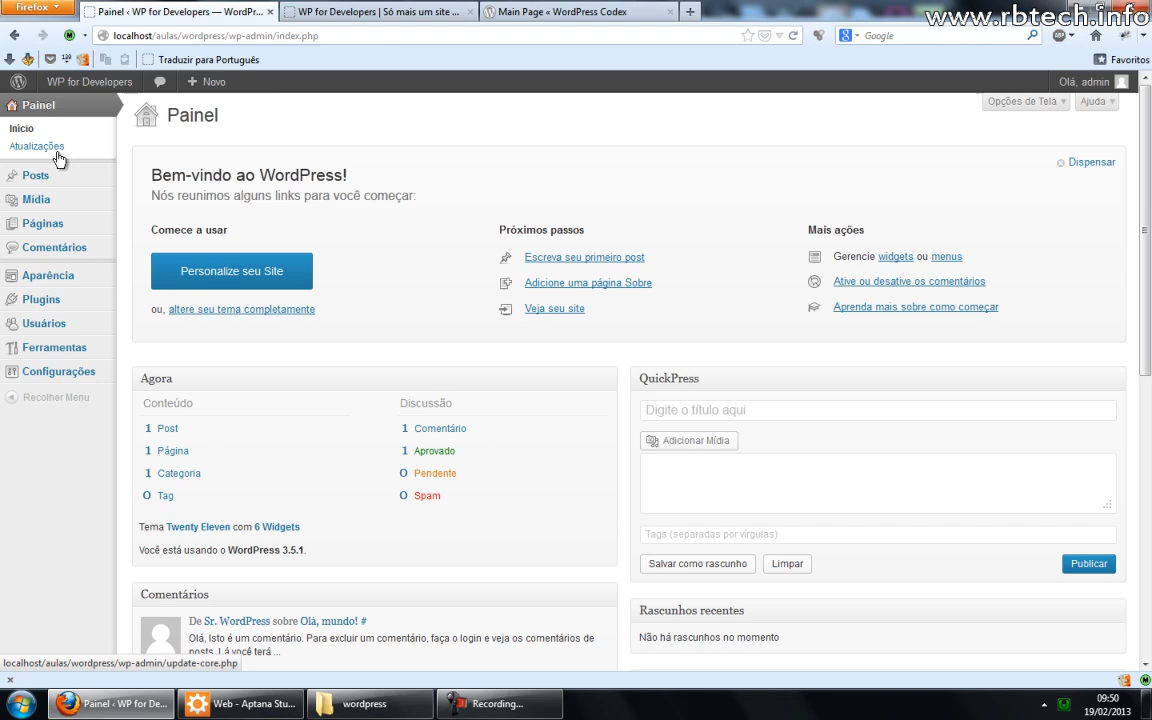 Firefox
Painel ‹ WP for Developers — WordPr...
WP for Developers | Só mais um site ...
Main Page « WordPress Codex
www.rbtech.info
localhost/aulas/wordpress/wp-admin/index.php
Google
Traduzir para Português
Favoritos
WP for Developers
Novo
Olá, admin
Painel
Início
Atualizações
Posts
Mídia
Páginas
Comentários
Aparência
Plugins
Usuários
Ferramentas
Configurações
Recolher Menu
Painel
Opções de Tela
Ajuda
Bem-vindo ao WordPress!
Dispensar
Nós reunimos alguns links para você começar:
Comece a usar
Personalize seu Site
ou, altere seu tema completamente
Próximos passos
Escreva seu primeiro post
Adicione uma página Sobre
Veja seu site
Mais ações
Gerencie widgets ou menus
Ative ou desative os comentários
Aprenda mais sobre como começar
Agora
Conteúdo
1 Post
1 Página
1 Categoria
0 Tag
Discussão
1 Comentário
1 Aprovado
0 Pendente
0 Spam
Tema Twenty Eleven com 6 Widgets
Você está usando o WordPress 3.5.1.
QuickPress
Digite o título aqui
Adicionar Mídia
Tags (separadas por vírgulas)
Salvar como rascunho
Limpar
Publicar
Comentários
De Sr. WordPress sobre Olá, mundo! #
Olá, Isto é um comentário. Para excluir um comentário, faça o login e veja os comentários de
posts. Lá você terá ...
Rascunhos recentes
Não há rascunhos no momento
localhost/aulas/wordpress/wp-admin/update-core.php
Painel ‹ WP for De...
Web - Aptana Stu...
wordpress
Recording...
09:50
19/02/2013